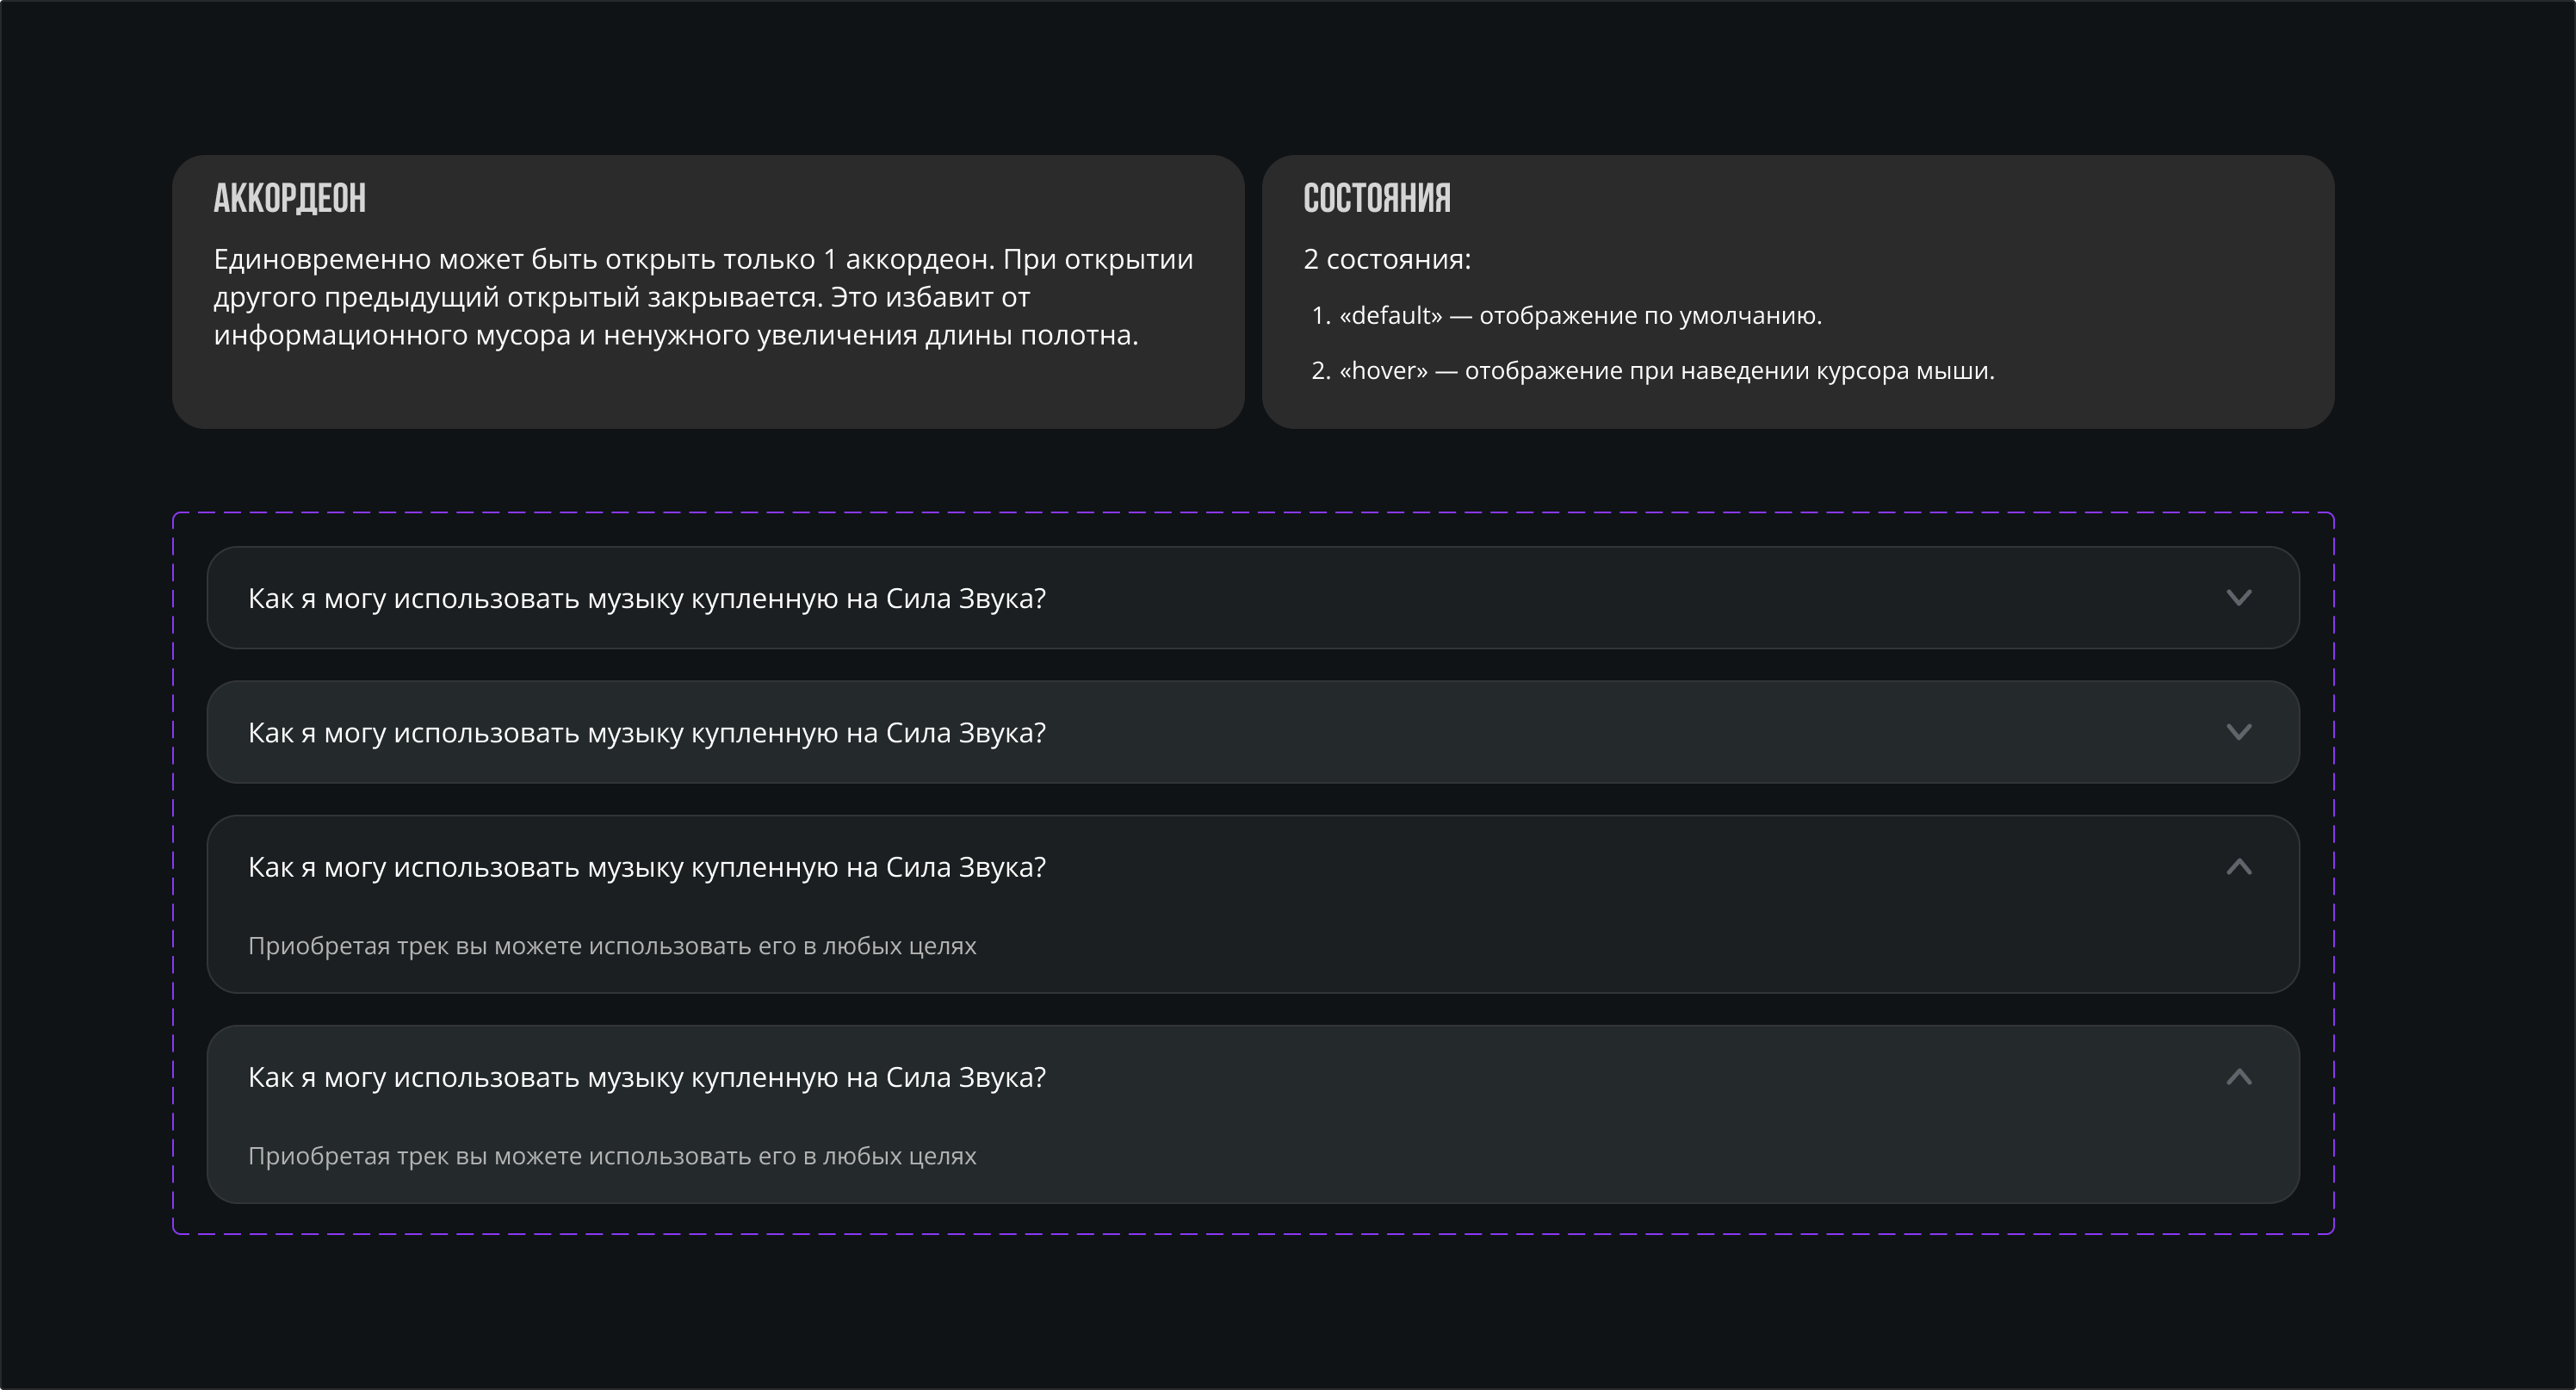 АККОРДЕОН
Единовременно может быть открыть только 1 аккордеон. При открытии
другого предыдущий открытый закрывается. Это избавит от
информационного мусора и ненужного увеличения длины полотна.
СОСТОЯНИЯ
2 состояния:
1. «default» — отображение по умолчанию.
2. «hover» — отображение при наведении курсора мыши.
Как я могу использовать музыку купленную на Сила Звука?
Как я могу использовать музыку купленную на Сила Звука?
Как я могу использовать музыку купленную на Сила Звука?
Приобретая трек вы можете использовать его в любых целях
Как я могу использовать музыку купленную на Сила Звука?
Приобретая трек вы можете использовать его в любых целях